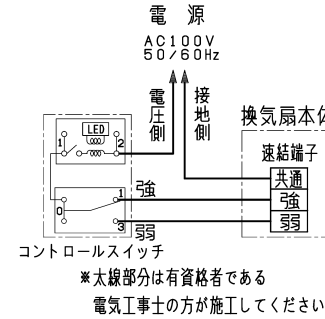 電源
AC100V
50/60Hz
電圧側
接地側
換気扇本体
速結端子
共通
強
弱
LED
1
2
0
1
3
強
弱
コントロールスイッチ
※太線部分は有資格者である
電気工事士の方が施工してください